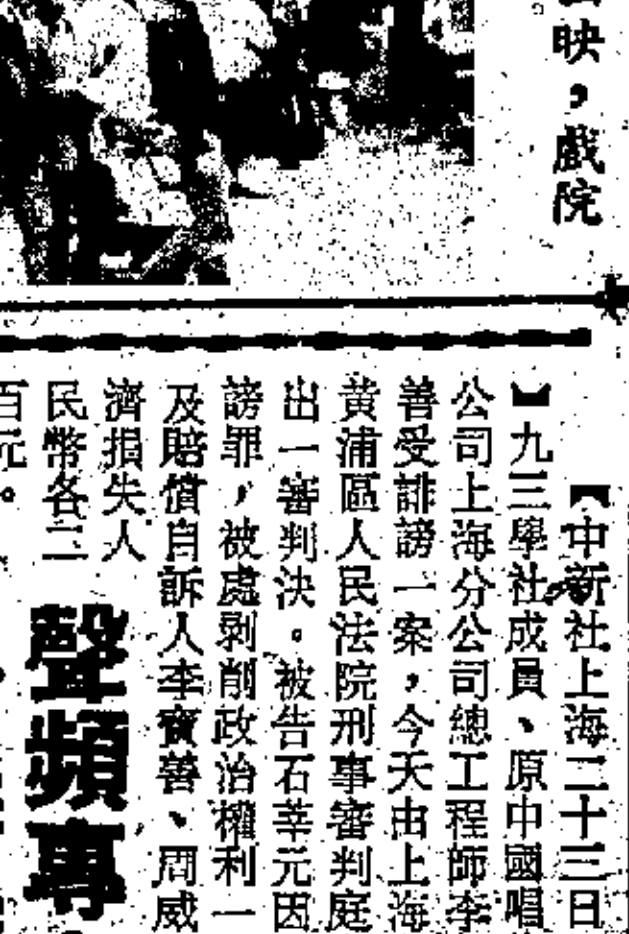 映，戲院
【中新社上海二十三日
】九三學社成員、原中國唱
公司上海分公司總工程師李
善受誹謗一案，今天由上海
黃浦區人民法院刑事審判庭
出一審判決。被告石莘元因
謗罪，被處剝削政治權利一
及賠償自訴人李寶善、周威
濟損失人
民幣各三
百元。
聲頻專